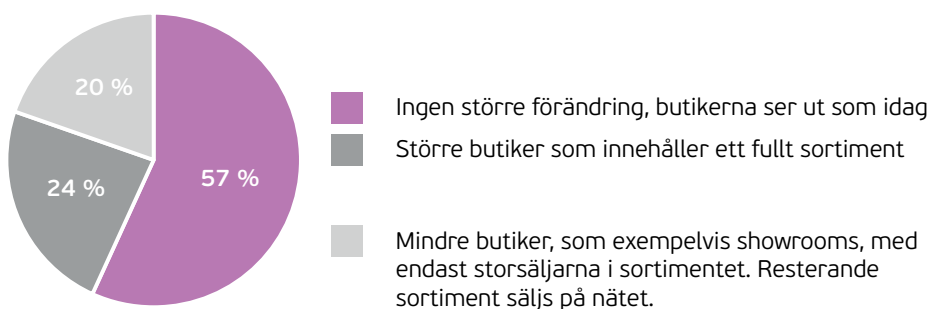 20 %
24 %
57 %
Ingen större förändring, butikerna ser ut som idag
Större butiker som innehåller ett fullt sortiment
Mindre butiker, som exempelvis showrooms, med
endast storsäljarna i sortimentet. Resterande
sortiment säljs på nätet.